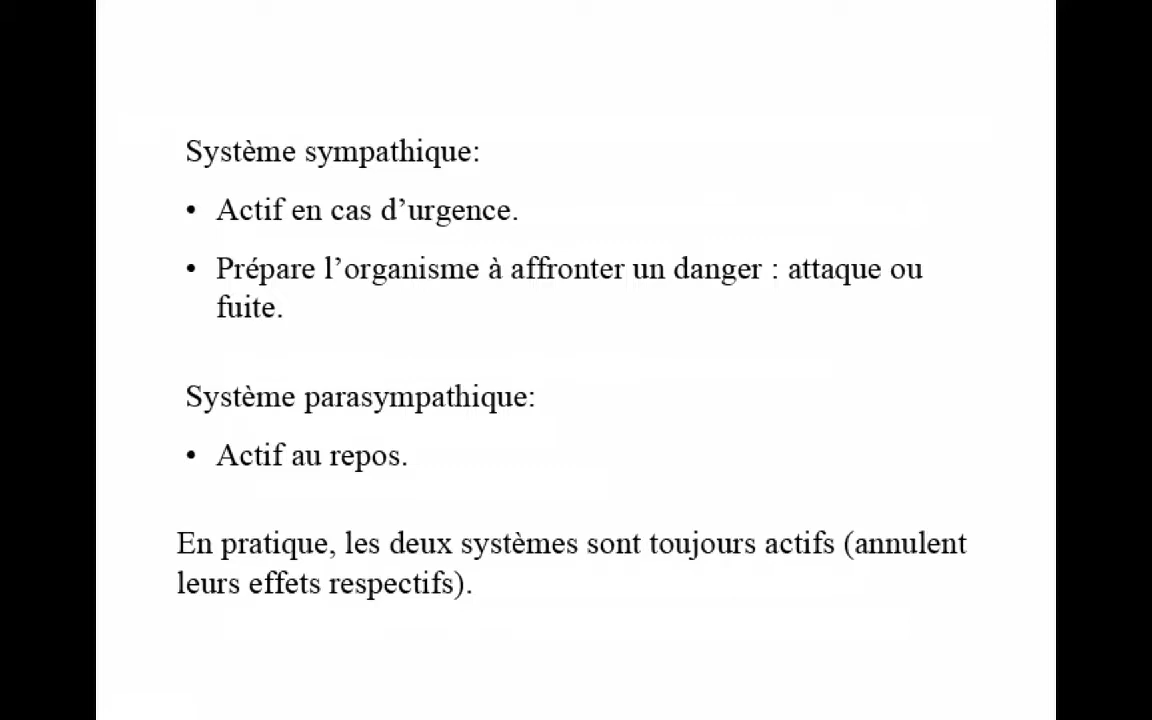 Système sympathique:
• Actif en cas d’urgence.
• Prépare l’organisme à affronter un danger : attaque ou
fuite.
Système parasympathique:
• Actif au repos.
En pratique, les deux systèmes sont toujours actifs (annulent
leurs effets respectifs).